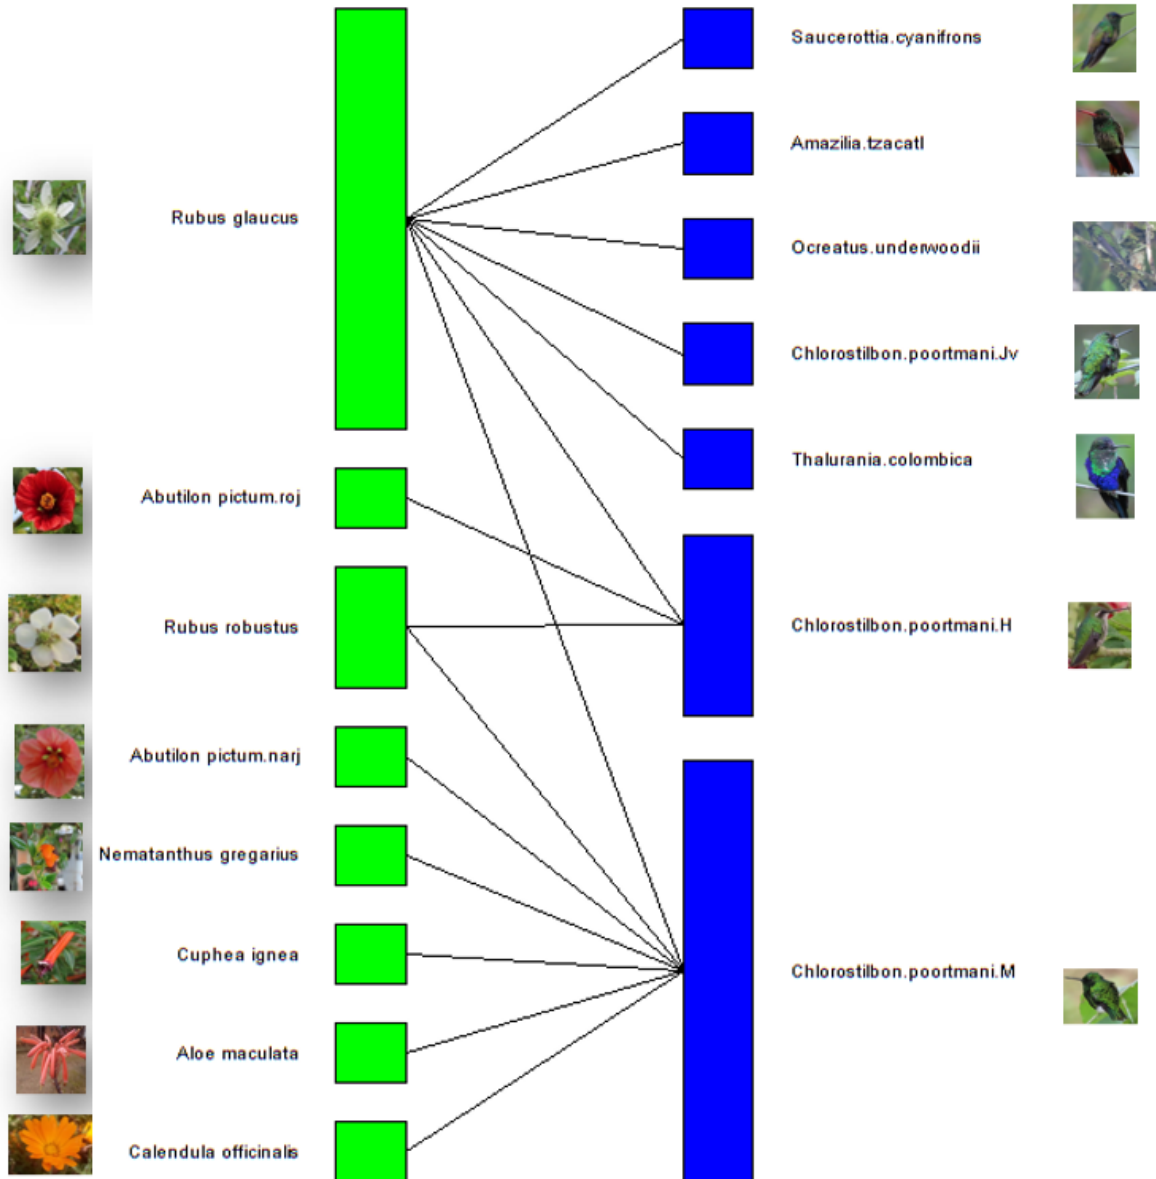 Saucerottia.cyanifrons
Amazilia.tzacatl
Rubus glaucus
Ocreatus.underwoodii
Chlorostilbon.poortmani.Jv
Thalurania.colombica
Abutilon pictum.roj
Rubus robustus
Chlorostilbon.poortmani.H
Abutilon pictum.narj
Nematanthus gregarius
Cuphea ignea
Chlorostilbon.poortmani.M
Aloe maculata
Calendula officinalis